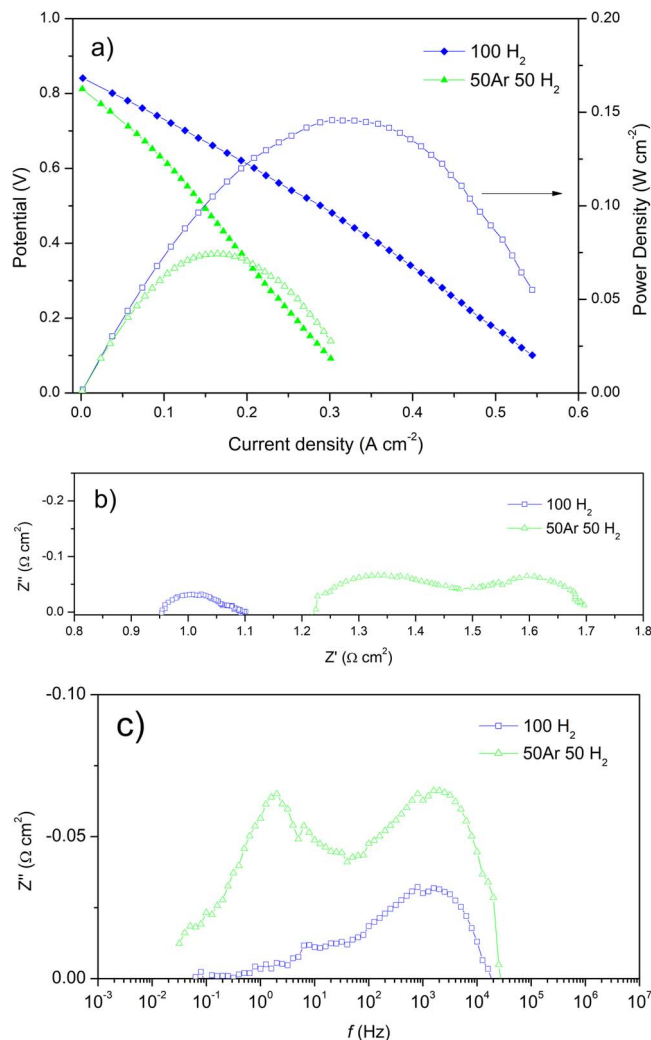 a)
100 H₂
50Ar 50 H₂
Potential (V)
1.0
0.8
0.6
0.4
0.2
0.0
Power Density (W cm⁻²)
0.20
0.15
0.10
0.05
0.00
0.0 0.1 0.2 0.3 0.4 0.5 0.6
Current density (A cm⁻²)
b)
100 H₂
50Ar 50 H₂
Z'' (Ω cm²)
-0.2
-0.1
0.0
0.8 0.9 1.0 1.1 1.2 1.3 1.4 1.5 1.6 1.7 1.8
Z' (Ω cm²)
c)
100 H₂
50Ar 50 H₂
Z'' (Ω cm²)
-0.10
-0.05
0.00
10⁻³ 10⁻² 10⁻¹ 10⁰ 10¹ 10² 10³ 10⁴ 10⁵ 10⁶ 10⁷
f (Hz)